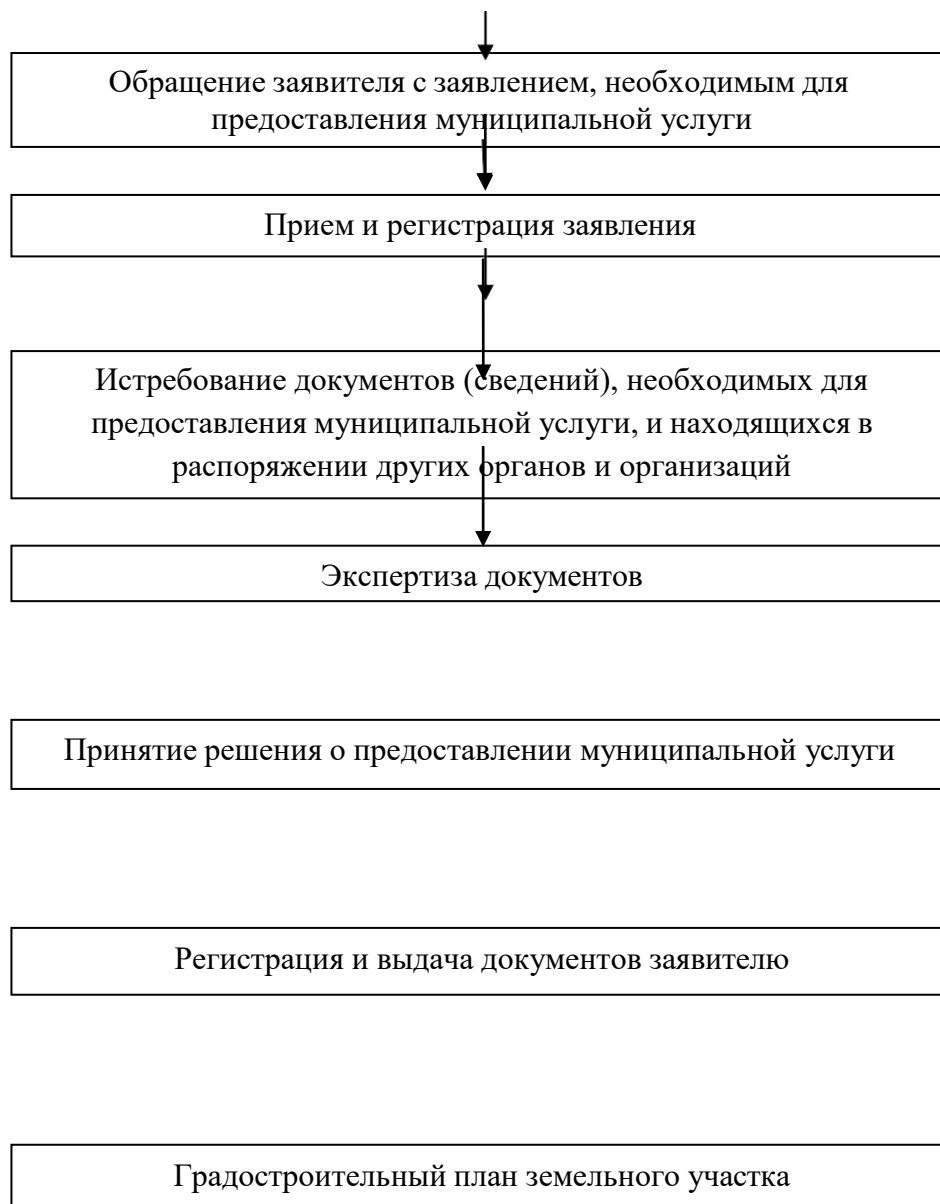 Обращение заявителя с заявлением, необходимым для
предоставления муниципальной услуги
Прием и регистрация заявления
Истребование документов (сведений), необходимых для
предоставления муниципальной услуги, и находящихся в
распоряжении других органов и организаций
Экспертиза документов
Принятие решения о предоставлении муниципальной услуги
Регистрация и выдача документов заявителю
Градостроительный план земельного участка